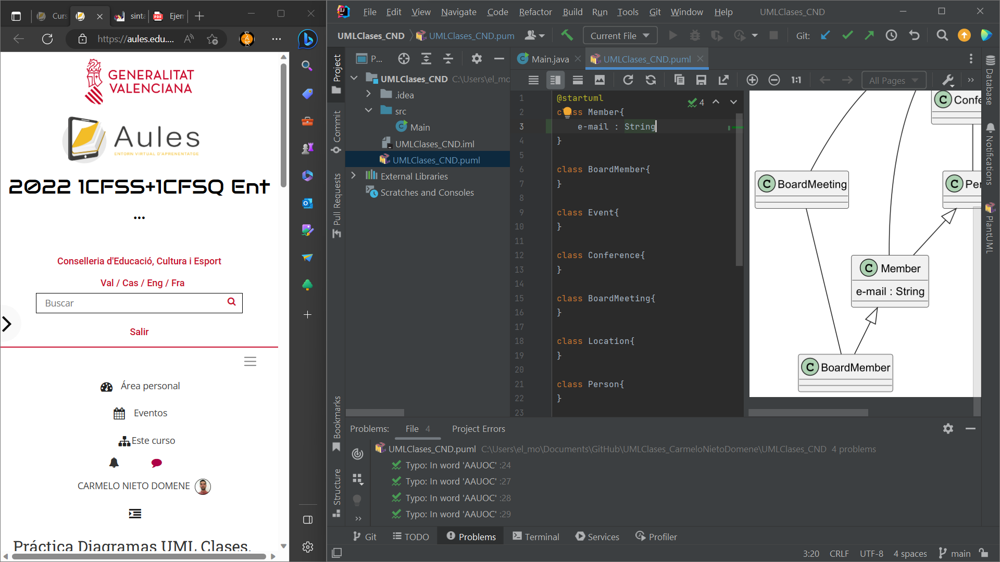 Curs
sinta
Ejem
https://aules.edu....
GENERALITAT
VALENCIANA
Aules
ENTORN VIRTUAL D'APRENENTATGE
2022 1CFSS+1CFSQ Ent
...
Conselleria d'Educació, Cultura i Esport
Val / Cas / Eng / Fra
Buscar
Salir
Área personal
Eventos
Este curso
CARMELO NIETO DOMENE
Práctica Diagramas UML Clases.
File Edit View Navigate Code Refactor Build Run Tools Git Window Help UMLClases_CND
UMLClases_CND UMLClases_CND.pum
Current File
Git:
Project
Commit
Pull Requests
Bookmarks
Structure
P...
UMLClases_CND C:\Users\el_mo
.idea
src
Main
UMLClases_CND.iml
UMLClases_CND.puml
External Libraries
Scratches and Consoles
Main.java
UMLClases_CND.puml
1:1
All Pages
4
1 @startuml
2 class Member{
3 e-mail : String
4 }
5
6 class BoardMember{
7 }
8
9 class Event{
10 }
11
12 class Conference{
13 }
14
15 class BoardMeeting{
16 }
17
18 class Location{
19 }
20
21 class Person{
22 }
23
C Confe
C BoardMeeting
C Per
C Member
e-mail : String
C BoardMember
Database
Notifications
PlantUML
Problems: File 4 Project Errors
UMLClases_CND.puml C:\Users\el_mo\Documents\GitHub\UMLClases_CarmeloNietoDomene\UMLClases_CND 4 problems
Typo: In word 'AAUOC' :24
Typo: In word 'AAUOC' :27
Typo: In word 'AAUOC' :28
Typo: In word 'AAUOC' :29
Git TODO Problems Terminal Services Profiler
3:20 CRLF UTF-8 4 spaces main